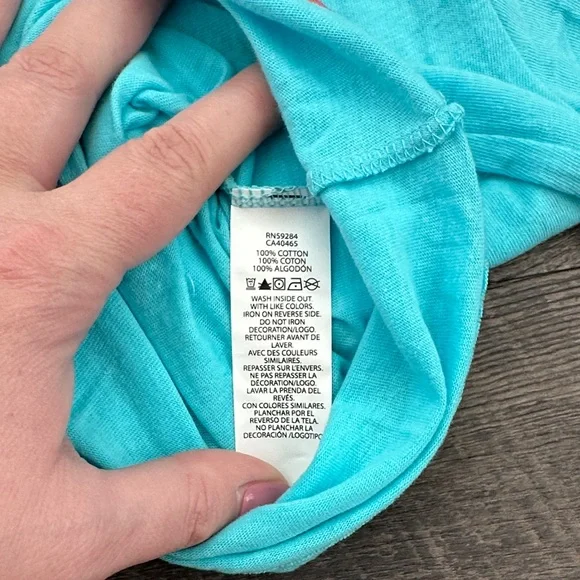 RN59284
CA40465
100% COTTON
100% COTON
100% ALGODÓN
WASH INSIDE OUT
WITH LIKE COLORS.
IRON ON REVERSE SIDE.
DO NOT IRON
DECORATION/LOGO.
RETOURNER AVANT DE
LAVER.
AVEC DES COULEURS
SIMILAIRES.
REPASSER SUR L'ENVERS.
NE PAS REPASSER LA
DÉCORATION/LOGO.
LAVAR LA PRENDA DEL
REVÉS.
CON COLORES SIMILARES.
PLANCHAR POR EL
REVERSO DE LA TELA.
NO PLANCHAR LA
DECORACIÓN /LOGOTIPO